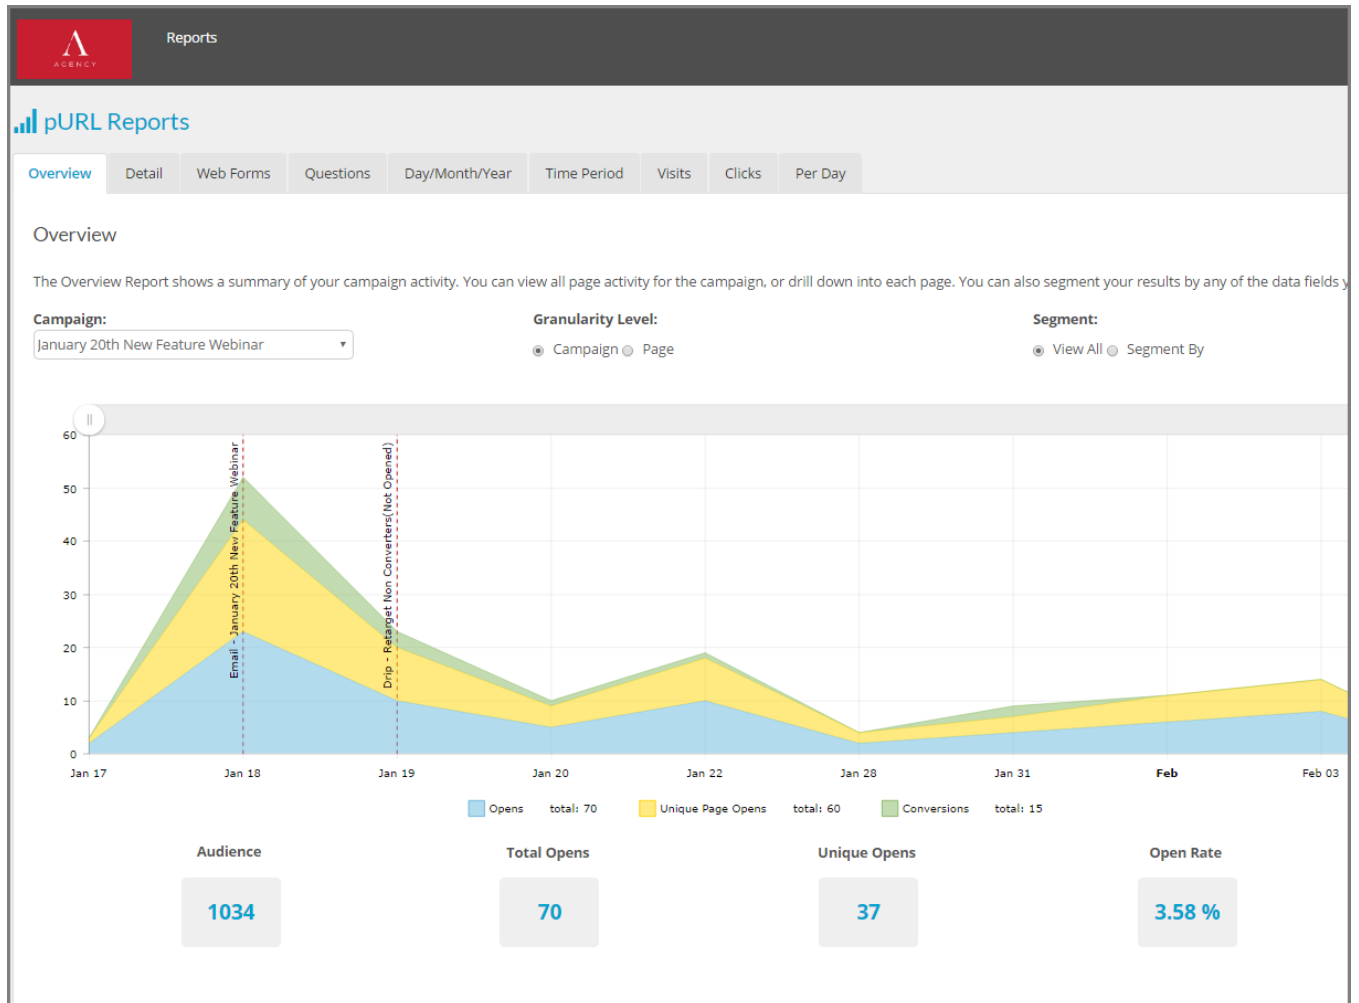 AGENCY
Reports
pURL Reports
Overview Detail Web Forms Questions Day/Month/Year Time Period Visits Clicks Per Day
Overview
The Overview Report shows a summary of your campaign activity. You can view all page activity for the campaign, or drill down into each page. You can also segment your results by any of the data fields
Campaign: Granularity Level: Segment:
January 20th New Feature Webinar Campaign Page View All Segment By
60
50
40
30
20
10
0
Email - January 20th New Feature Webinar
Drip - Retarget Non Converters(Not Opened)
Jan 17 Jan 18 Jan 19 Jan 20 Jan 22 Jan 28 Jan 31 Feb Feb 03
Opens total: 70 Unique Page Opens total: 60 Conversions total: 15
Audience Total Opens Unique Opens Open Rate
1034 70 37 3.58 %